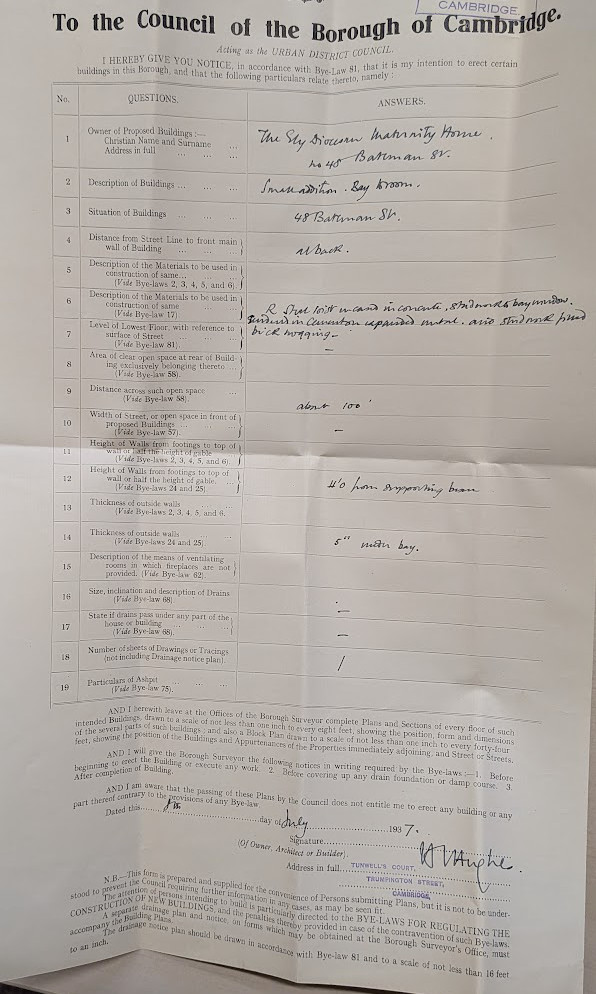 CAMBRIDGE
To the Council of the Borough of Cambridge.
Acting as the URBAN DISTRICT COUNCIL.
I HEREBY GIVE YOU NOTICE, in accordance with Bye-Law 81, that it is my intention to erect certain
buildings in this Borough, and that the following particulars relate thereto, namely :
No. QUESTIONS. ANSWERS.
1 Owner of Proposed Buildings :—
Christian Name and Surname ...
Address in full ... ... ...
The Ely Diocesan Maternity Home.
no 48 Bateman St.
2 Description of Buildings ... ... ... Small addition. Bay to room.
3 Situation of Buildings ... ... ... 48 Bateman St.
4 Distance from Street Line to front main
wall of Building ... ... ...
At back.
5 Description of the Materials to be used in
construction of same... ... ...
(Vide Bye-laws 2, 3, 4, 5, and 6)
6 Description of the Materials to be used in
construction of same ... ...
(Vide Bye-law 17).
R Steel joist in concrete, studwork bay window.
in cement on expanded metal. and studwork
brick nogging.
7 Level of Lowest Floor, with reference to
surface of Street ... ...
(Vide Bye-law 81).
—
8 Area of clear open space at rear of Build-
ing exclusively belonging thereto ...
(Vide Bye-law 58).
9 Distance across such open space ...
(Vide Bye-law 58).
about 100'
10 Width of Street, or open space in front of
proposed Buildings ... ...
(Vide Bye-law 57).
—
11 Height of Walls from footings to top of
wall or half the height of gable
(Vide Bye-laws 2, 3, 4, 5, and 6).
12 Height of Walls from footings to top of
wall or half the height of gable. ...
(Vide Bye-laws 24 and 25).
11'0 from supporting beam
13 Thickness of outside walls
(Vide Bye-laws 2, 3, 4, 5, and 6.
14 Thickness of outside walls
(Vide Bye-laws 24 and 25).
5" under bay.
15 Description of the means of ventilating
rooms in which fireplaces are not
provided. (Vide Bye-law 62).
16 Size, inclination and description of Drains
(Vide Bye-law 68)
—
17 State if drains pass under any part of the
house or building ... ...
(Vide Bye-law 68).
—
18 Number of sheets of Drawings or Tracings
(not including Drainage notice plan).
1
19 Particulars of Ashpit ... ...
(Vide Bye-law 75).
AND I herewith leave at the Offices of the Borough Surveyor complete Plans and Sections of every floor of such
intended Buildings, drawn to a scale of not less than one inch to every eight feet, showing the position, form and dimensions
of the several parts of such buildings ; and also a Block Plan drawn to a scale of not less than one inch to every forty-four
feet, showing the position of the Buildings and Appurtenances of the Properties immediately adjoining, and Street or Streets.
AND I will give the Borough Surveyor the following notices in writing required by the Bye-laws :—1. Before
beginning to erect the Building or execute any work. 2. Before covering up any drain foundation or damp course. 3.
After completion of Building.
AND I am aware that the passing of these Plans by the Council does not entitle me to erect any building or any
part thereof contrary to the provisions of any Bye-law.
Dated this........day of July........1937.
Signature
(Of Owner, Architect or Builder).
Address in full TUNWELL'S COURT,
TRUMPINGTON STREET,
CAMBRIDGE
N.B.—This form is prepared and supplied for the convenience of Persons submitting Plans, but it is not to be under-
stood to prevent the Council requiring further information in any cases, as may be seen fit.
The attention of persons intending to build is particularly directed to the BYE-LAWS FOR REGULATING THE
CONSTRUCTION OF NEW BUILDINGS, and the penalties thereby provided in case of the contravention of such Bye-laws.
A separate drainage plan and notice, on forms which may be obtained at the Borough Surveyor's Office, must
accompany the Building Plans.
The drainage notice plan should be drawn in accordance with Bye-law 81 and to a scale of not less than 16 feet
to an inch.